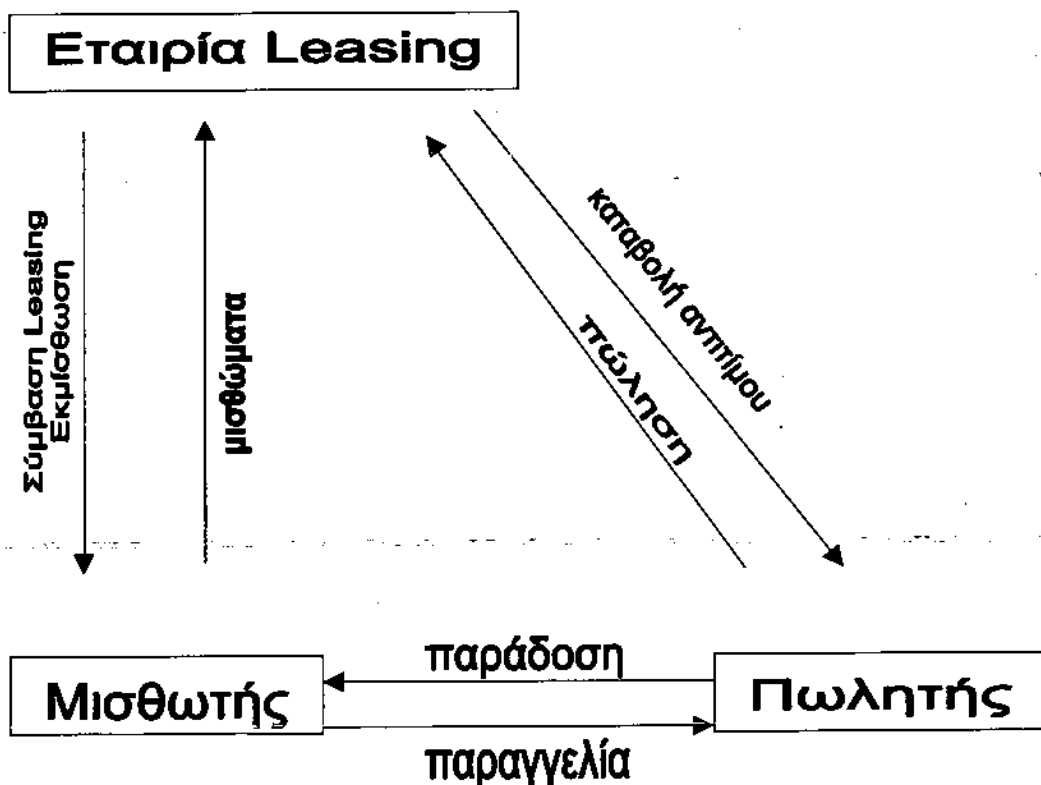 Εταιρία Leasing
Σύμβαση Leasing
Εκμίσθωση
μισθώματα
πώληση
καταβολή αντιτίμου
παράδοση
Μισθωτής
Πωλητής
παραγγελία